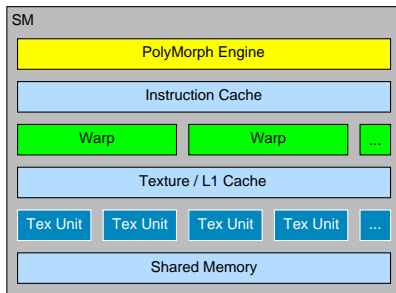 SM
PolyMorph Engine
Instruction Cache
Warp Warp ...
Texture / L1 Cache
Tex Unit Tex Unit Tex Unit Tex Unit ...
Shared Memory